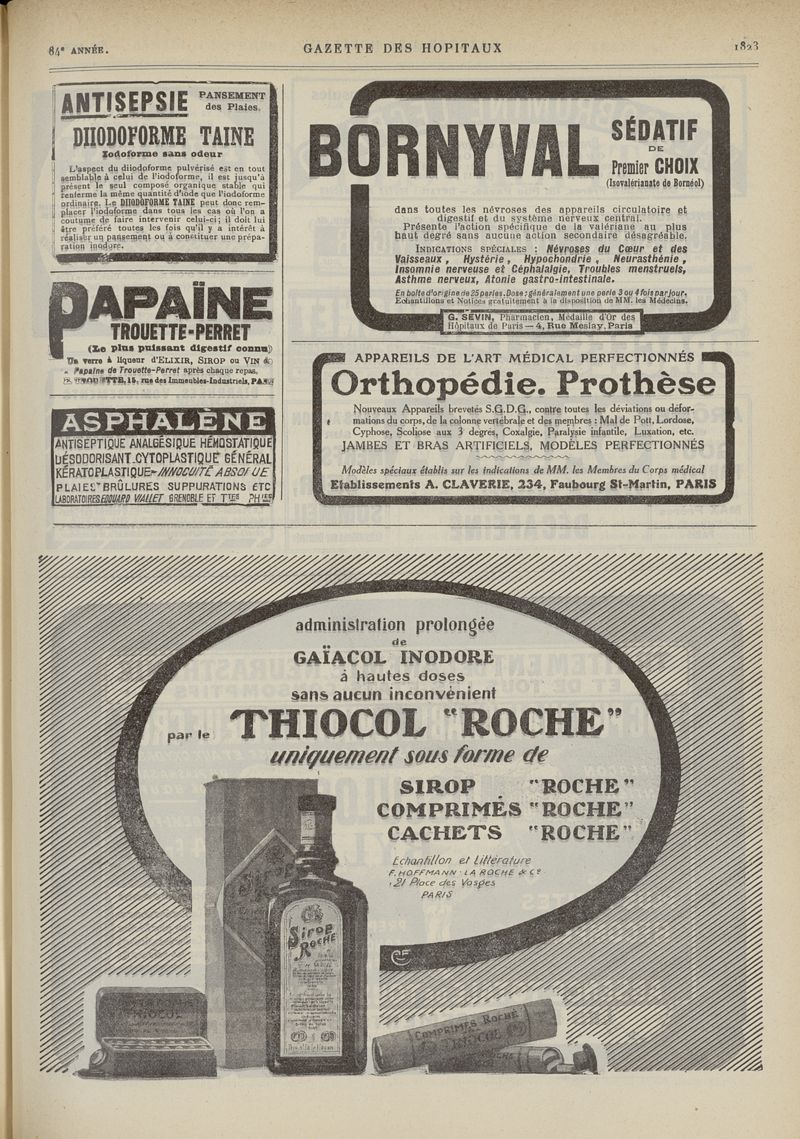 84e ANNÉE.
GAZETTE DES HOPITAUX
1823
ANTISEPSIE PANSEMENT
des Plaies.
DIIODOFORME TAINE
Iodoforme sans odeur
L'aspect du diiodoforme pulvérisé est en tout
semblable à celui de l'iodoforme, il est jusqu'à
présent le seul composé organique stable qui
renferme la même quantité d'iode que l'iodoforme
ordinaire. Le DIIODOFORME TAINE peut donc rem-
placer l'iodoforme dans tous les cas où l'on a
coutume de faire intervenir celui-ci; il doit lui
être préféré toutes les fois qu'il y a intérêt à
réaliser un pansement ou à constituer une prépa-
ration inodore.
PAPAÏNE
TROUETTE-PERRET
(Le plus puissant digestif connu)
Un verre à liqueur d'ELIXIR, SIROP ou VIN de
Papaïne de Trouette-Perret après chaque repas.
15, rue des Immeubles-Industriels,
ASPHALÈNE
ANTISEPTIQUE ANALGÉSIQUE HÉMOSTATIQUE
DÉSODORISANT.CYTOPLASTIQUE GÉNÉRAL
KÉRATOPLASTIQUE-INNOCUITÉ ABSOLUE
PLAIES BRÛLURES SUPPURATIONS ETC
LABORATOIRES EDOUARD VIALLET GRENOBLE ET TTES PHIES
BORNYVAL
SÉDATIF
DE
Premier CHOIX
(Isovalérianate de Bornéol)
dans toutes les névroses des appareils circulatoire et
digestif et du système nerveux central.
Présente l'action spécifique de la valériane au plus
haut degré sans aucune action secondaire désagréable.
INDICATIONS SPÉCIALES : Névroses du Cœur et des
Vaisseaux, Hystérie, Hypochondrie, Neurasthénie,
Insomnie nerveuse et Céphalalgie, Troubles menstruels,
Asthme nerveux, Atonie gastro-intestinale.
En boîte d'origine de 25 perles. Dose: généralement une perle 3 ou 4 fois par jour.
Echantillons et Notices gratuitement à la disposition de MM. les Médecins.
G. SEVIN, Pharmacien, Médaille d'Or des
Hôpitaux de Paris — 4, Rue Meslay, Paris
APPAREILS DE L'ART MÉDICAL PERFECTIONNÉS
Orthopédie. Prothèse
Nouveaux Appareils brevetés S.G.D.G., contre toutes les déviations ou défor-
mations du corps, de la colonne vertébrale et des membres : Mal de Pott, Lordose,
Cyphose, Scoliose aux 3 degrés, Coxalgie, Paralysie infantile, Luxation, etc.
JAMBES ET BRAS ARTIFICIELS, MODÈLES PERFECTIONNÉS
Modèles spéciaux établis sur les indications de MM. les Membres du Corps médical
Etablissements A. CLAVERIE, 234, Faubourg St-Martin, PARIS
administration prolongée
de
GAÏACOL INODORE
à hautes doses
sans aucun inconvénient
par le THIOCOL "ROCHE"
uniquement sous forme de
SIROP "ROCHE"
COMPRIMÉS "ROCHE"
CACHETS "ROCHE"
Echantillon et Littérature
F. HOFFMANN-LA ROCHE & Co
21 Place des Vosges
PARIS
Sirop
ROCHE
THIOCOL
COMPRIMÉS ROCHE
THIOCOL